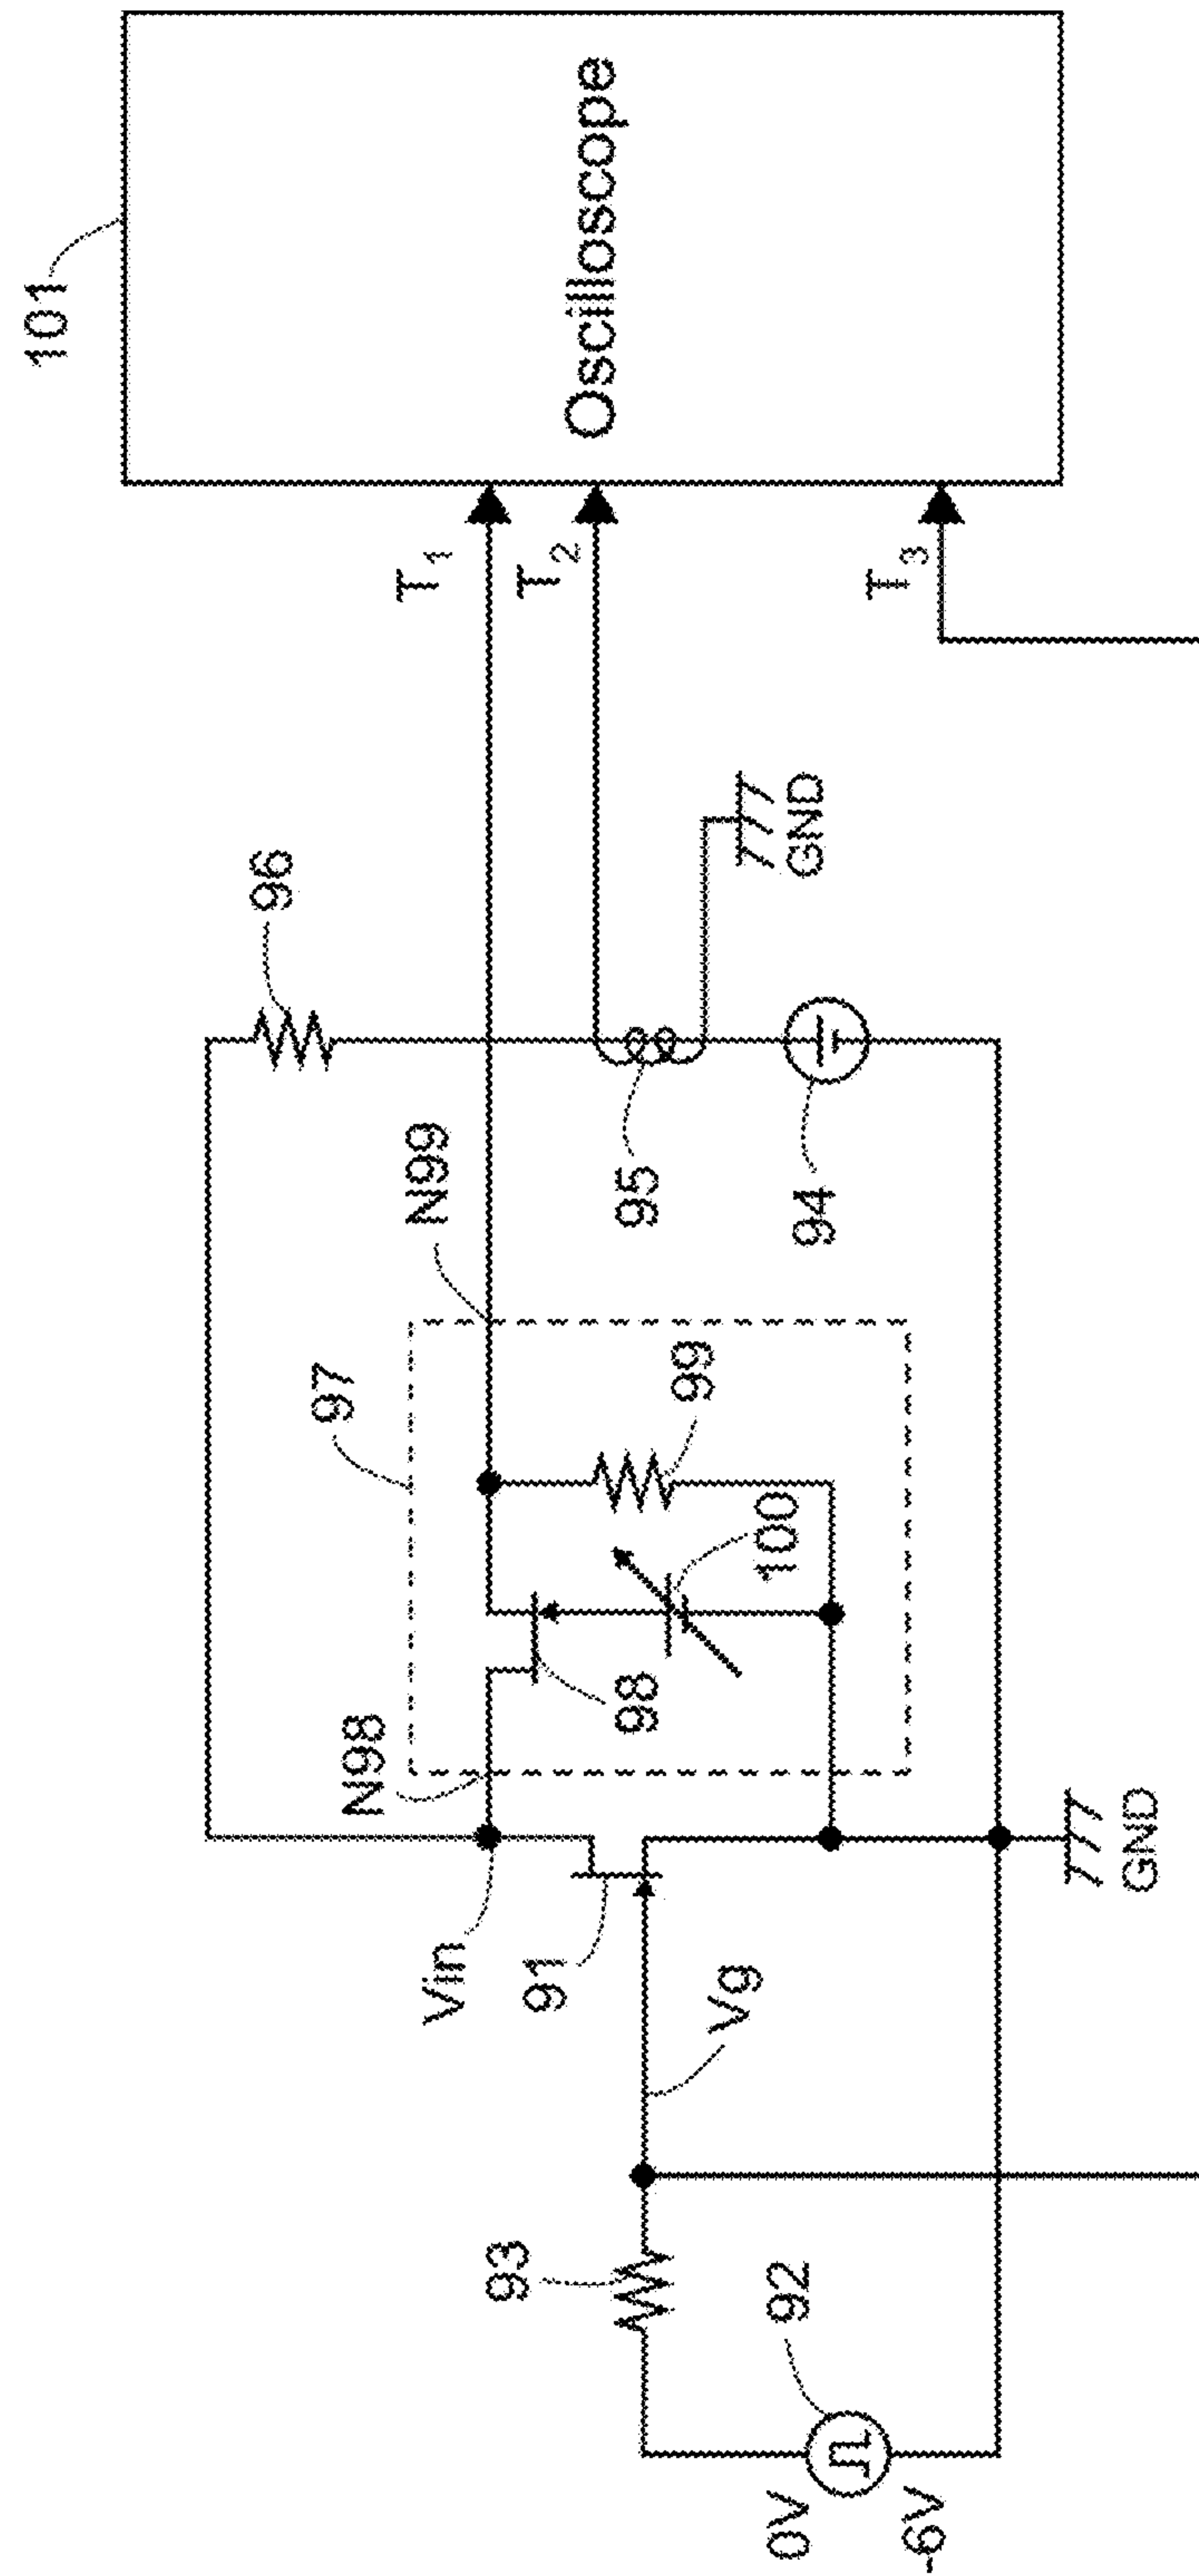 101
Oscilloscope
T1
T2
T3
96
GND
95
94
N99
97
99
100
98
N98
Vin
91
Vg
GND
93
92
0V
-6V